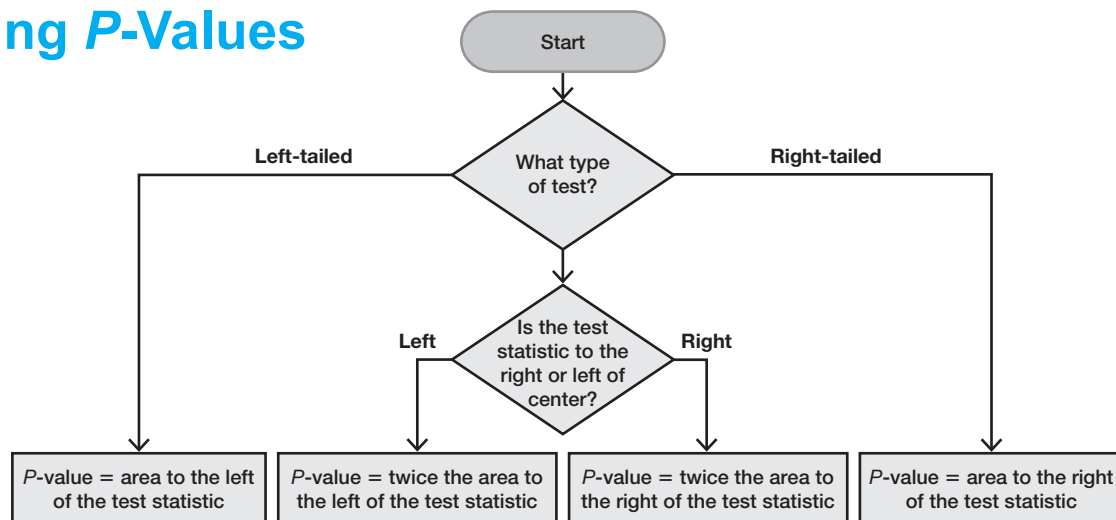 ng P-Values
Start
Left-tailed
What type
of test?
Right-tailed
Left
Is the test
statistic to the
right or left of
center?
Right
P-value = area to the left
of the test statistic
P-value = twice the area to
the left of the test statistic
P-value = twice the area to
the right of the test statistic
P-value = area to the right
of the test statistic